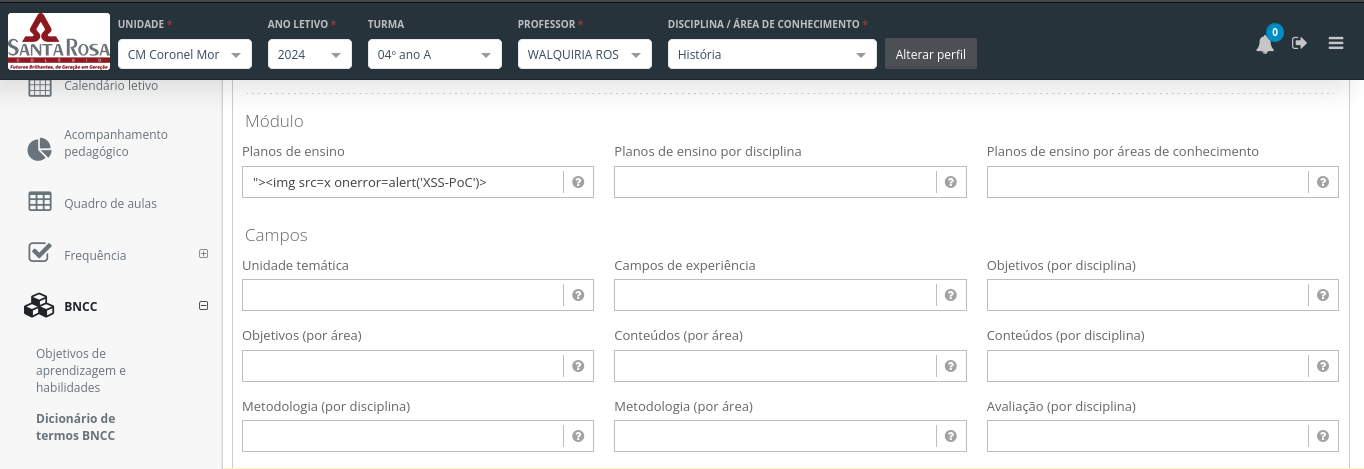 SANTA ROSA
COLÉGIO
Futuros Brilhantes, de Geração em Geração
UNIDADE *
ANO LETIVO *
TURMA
PROFESSOR *
DISCIPLINA / ÁREA DE CONHECIMENTO *
CM Coronel Mor
2024
04º ano A
WALQUIRIA ROS
História
Alterar perfil
0
Calendário letivo
Acompanhamento
pedagógico
Quadro de aulas
Frequência
BNCC
Objetivos de
aprendizagem e
habilidades
Dicionário de
termos BNCC
Módulo
Planos de ensino
Planos de ensino por disciplina
Planos de ensino por áreas de conhecimento
"><img src=x onerror=alert('XSS-PoC')>
Campos
Unidade temática
Campos de experiência
Objetivos (por disciplina)
Objetivos (por área)
Conteúdos (por área)
Conteúdos (por disciplina)
Metodologia (por disciplina)
Metodologia (por área)
Avaliação (por disciplina)